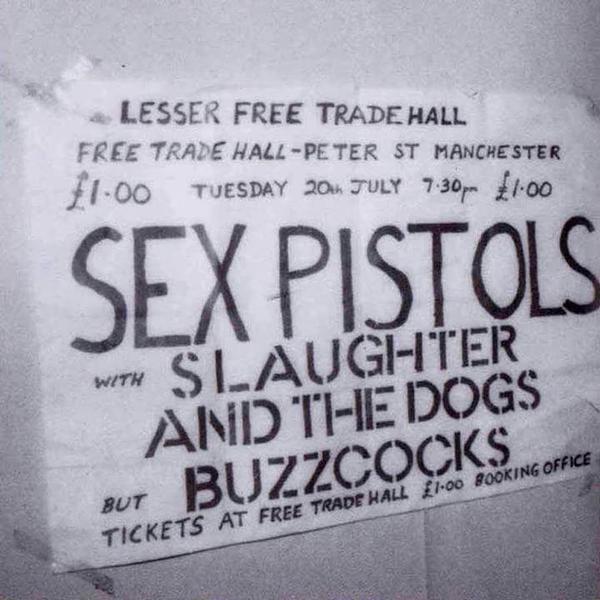 LESSER FREE TRADE HALL
FREE TRADE HALL-PETER ST MANCHESTER
£1·00 TUESDAY 20th JULY 7·30pm £1·00
SEX PISTOLS
WITH SLAUGHTER
AND THE DOGS
BUZZCOCKS
BUT TICKETS AT FREE TRADE HALL £1·00 BOOKING OFFICE